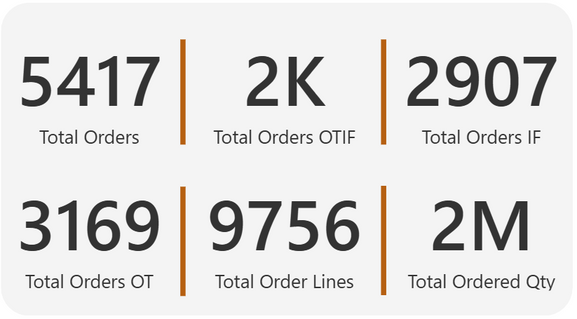 5417 2K 2907
Total Orders Total Orders OTIF Total Orders IF
3169 9756 2M
Total Orders OT Total Order Lines Total Ordered Qty